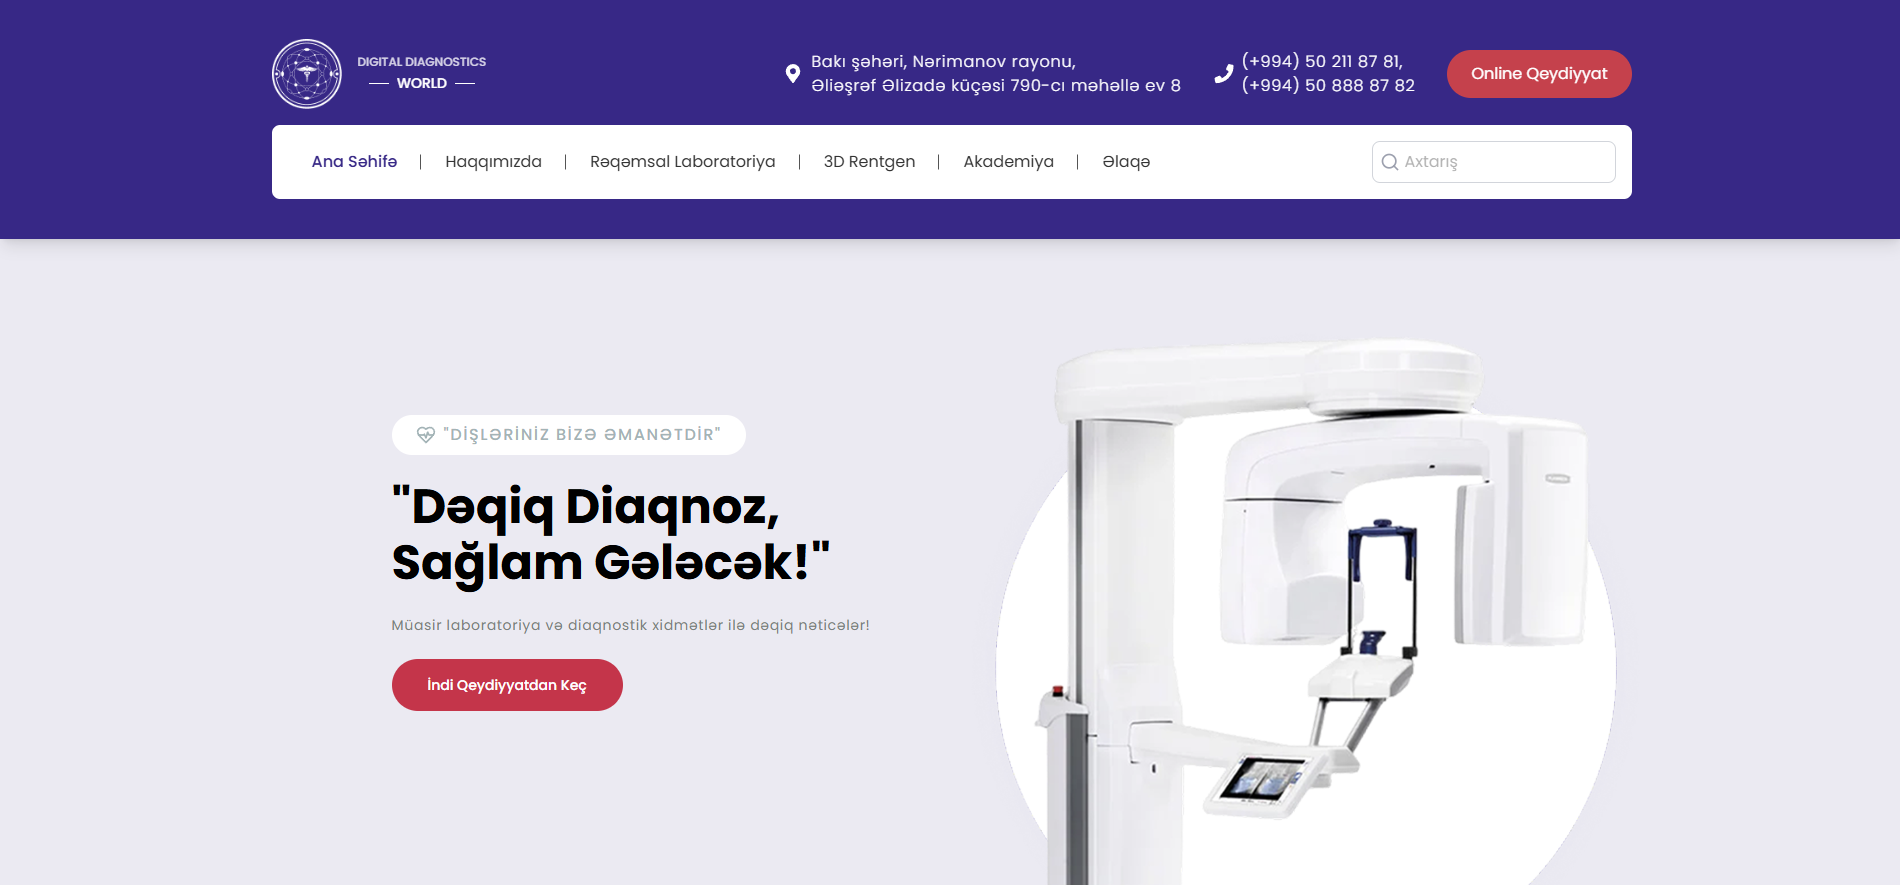 DIGITAL DIAGNOSTICS
WORLD
Bakı şəhəri, Nərimanov rayonu,
Əliəşrəf Əlizadə küçəsi 790-cı məhəllə ev 8
(+994) 50 211 87 81,
(+994) 50 888 87 82
Online Qeydiyyat
Ana Səhifə
Haqqımızda
Rəqəmsal Laboratoriya
3D Rentgen
Akademiya
Əlaqə
Axtarış
"DİŞLƏRİNİZ BİZƏ ƏMANƏTDİR"
"Dəqiq Diaqnoz,
Sağlam Gələcək!"
Müasir laboratoriya və diaqnostik xidmətlər ilə dəqiq nəticələr!
İndi Qeydiyyatdan Keç